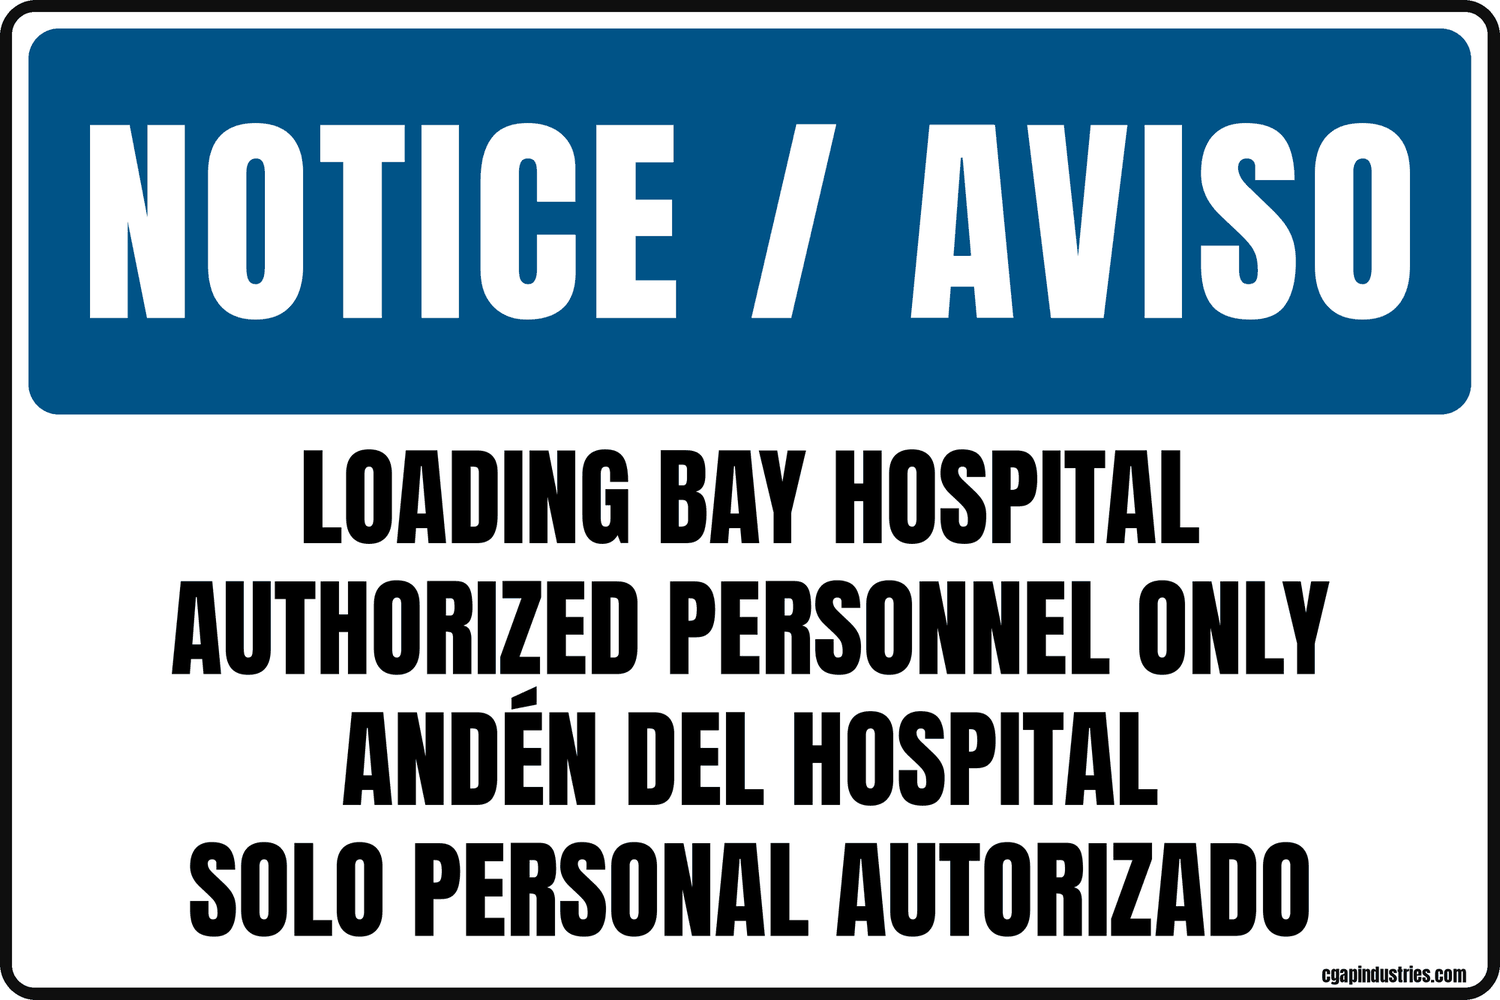 NOTICE / AVISO
LOADING BAY HOSPITAL
AUTHORIZED PERSONNEL ONLY
ANDÉN DEL HOSPITAL
SOLO PERSONAL AUTORIZADO
cgapindustries.com